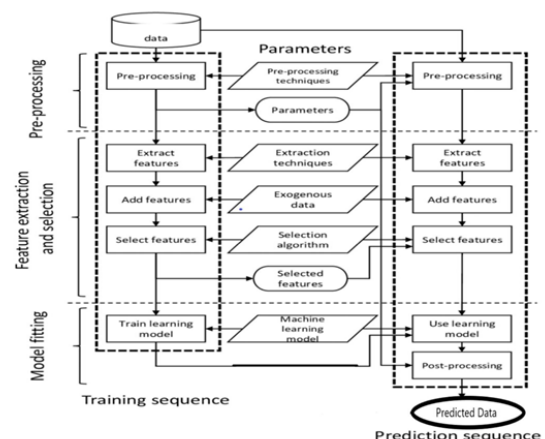 data
Parameters
Pre-processing
Pre-processing
Pre-processing
techniques
Pre-processing
Parameters
Feature extraction
and selection
Extract
features
Extraction
techniques
Extract
features
Add features
Exogenous
data
Add features
Select features
Selection
algorithm
Select features
Selected
features
Model fitting
Train learning
model
Machine
learning
model
Use learning
model
Post-processing
Training sequence
Predicted Data
Prediction sequence